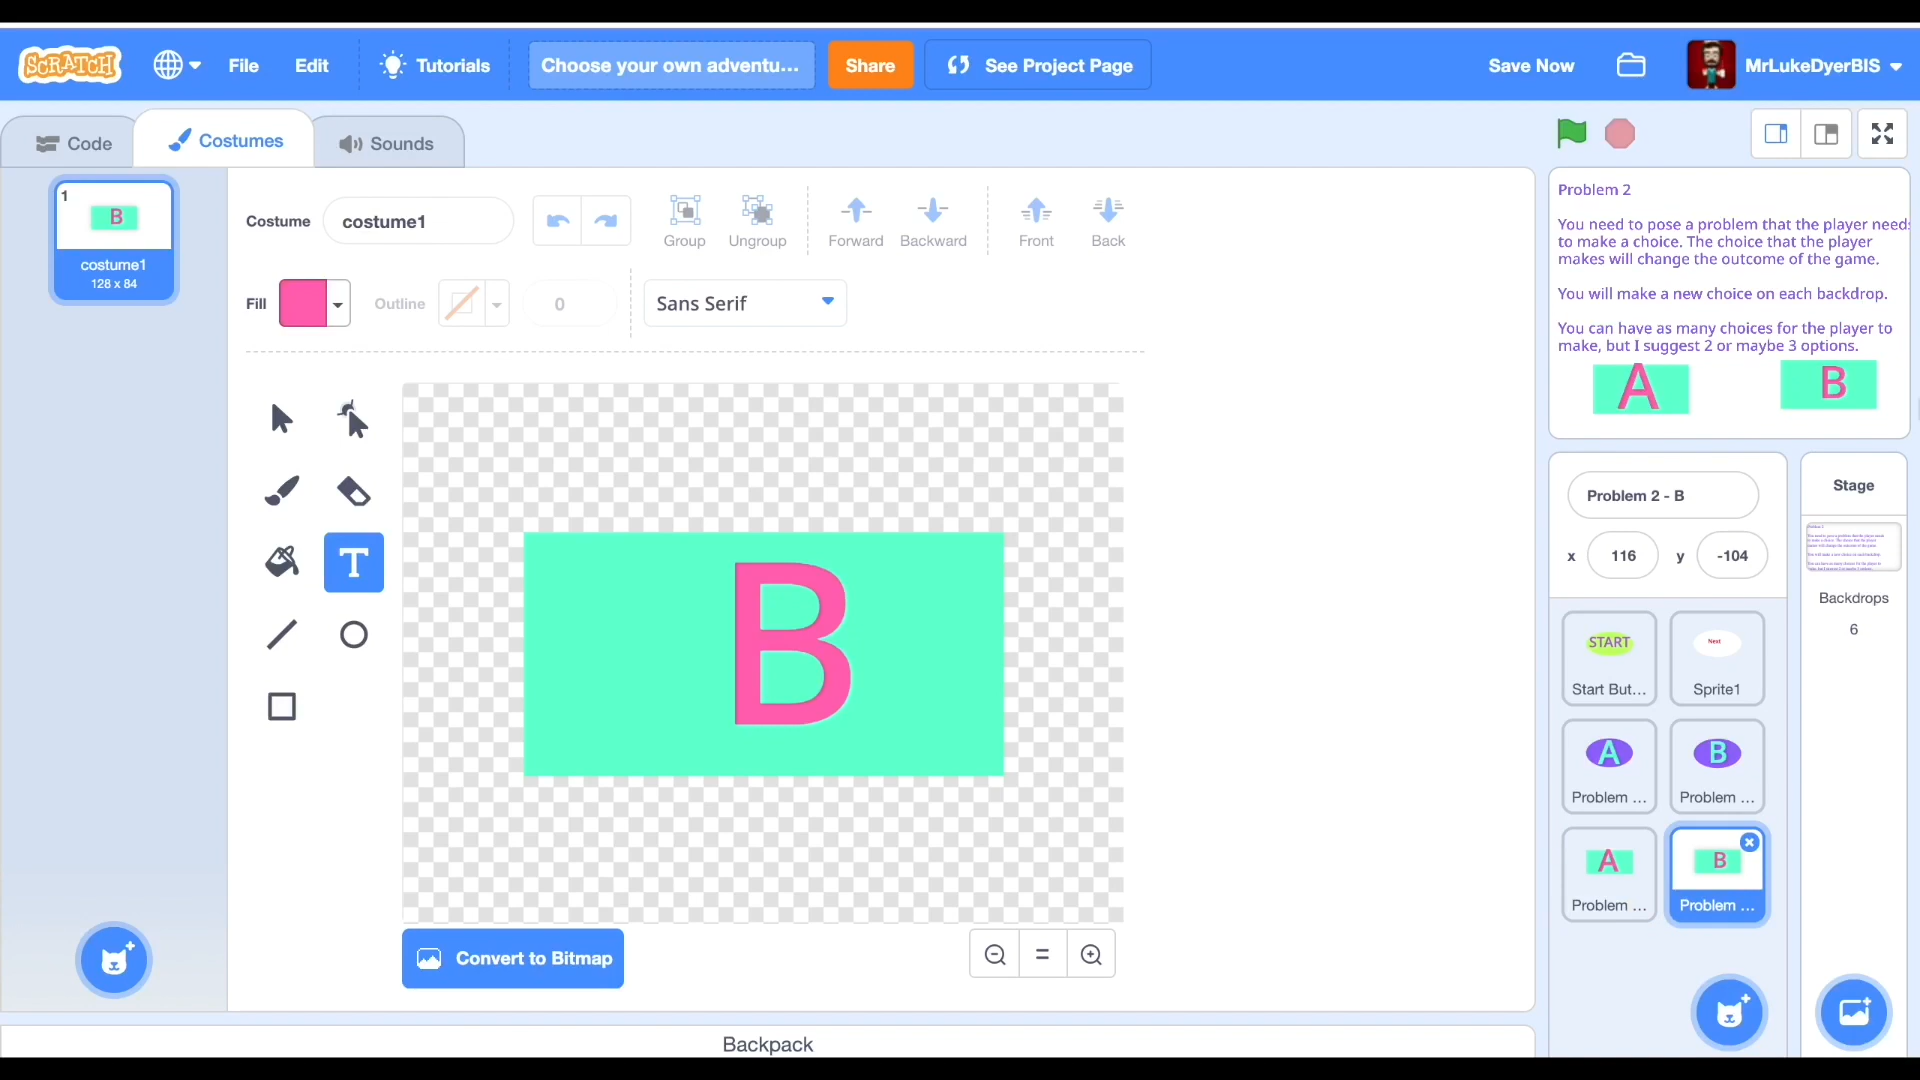 SCRATCH
File
Edit
Tutorials
Choose your own adventu...
Share
See Project Page
Save Now
MrLukeDyerBIS
Code
Costumes
Sounds
1
B
costume1
128 x 84
Costume
costume1
Group
Ungroup
Forward
Backward
Front
Back
Fill
Outline
0
Sans Serif
T
B
Convert to Bitmap
Backpack
Problem 2
You need to pose a problem that the player needs
to make a choice. The choice that the player
makes will change the outcome of the game.
You will make a new choice on each backdrop.
You can have as many choices for the player to
make, but I suggest 2 or maybe 3 options.
A
B
Problem 2 - B
x
116
y
-104
Stage
Backdrops
6
START
Start But...
Next
Sprite1
A
Problem ...
B
Problem ...
A
Problem ...
B
Problem ...